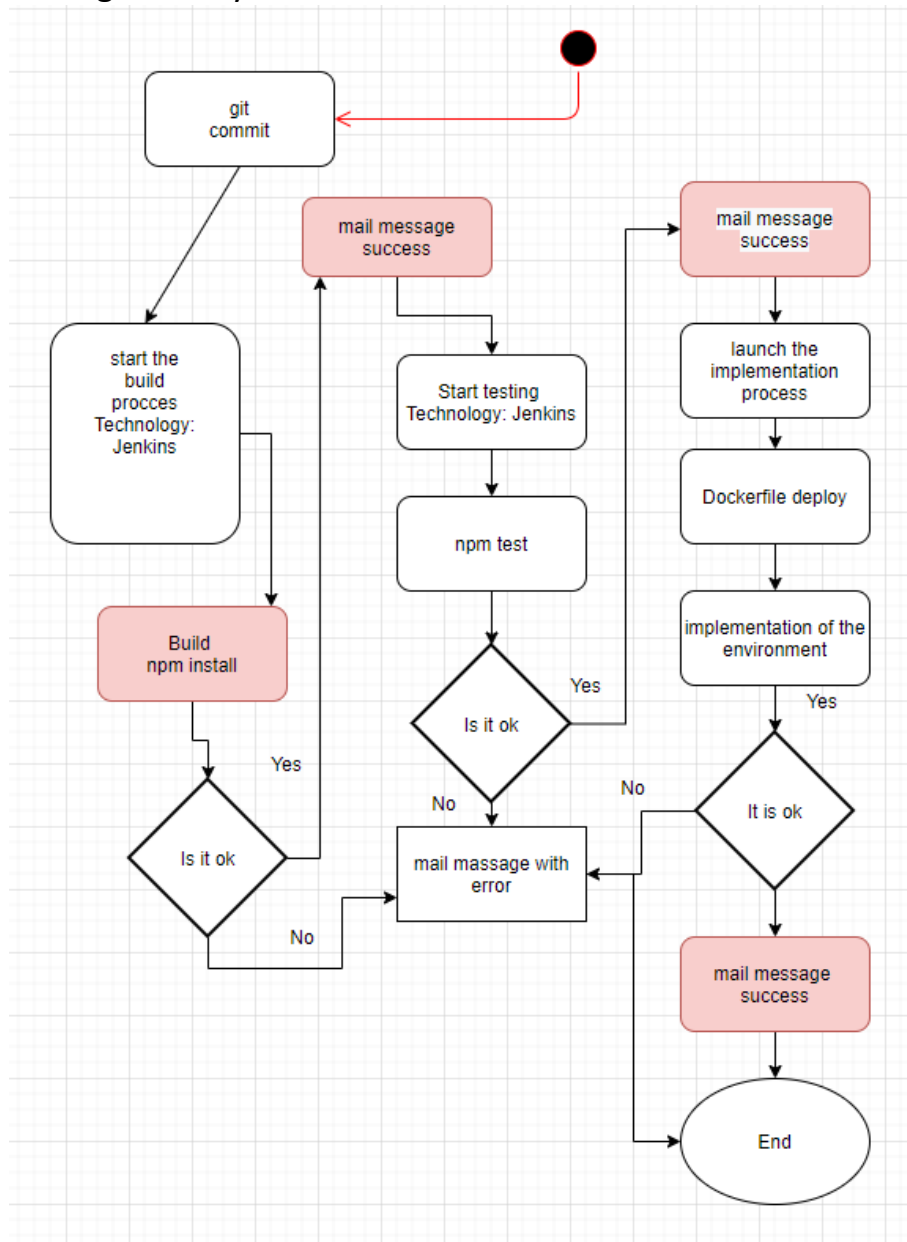 git
commit
start the
build
procces
Technology:
Jenkins
Build
npm install
Is it ok
Yes
No
mail message
success
Start testing
Technology: Jenkins
npm test
Is it ok
Yes
No
mail massage with
error
mail message
success
launch the
implementation
process
Dockerfile deploy
implementation of the
environment
Yes
It is ok
No
mail message
success
End